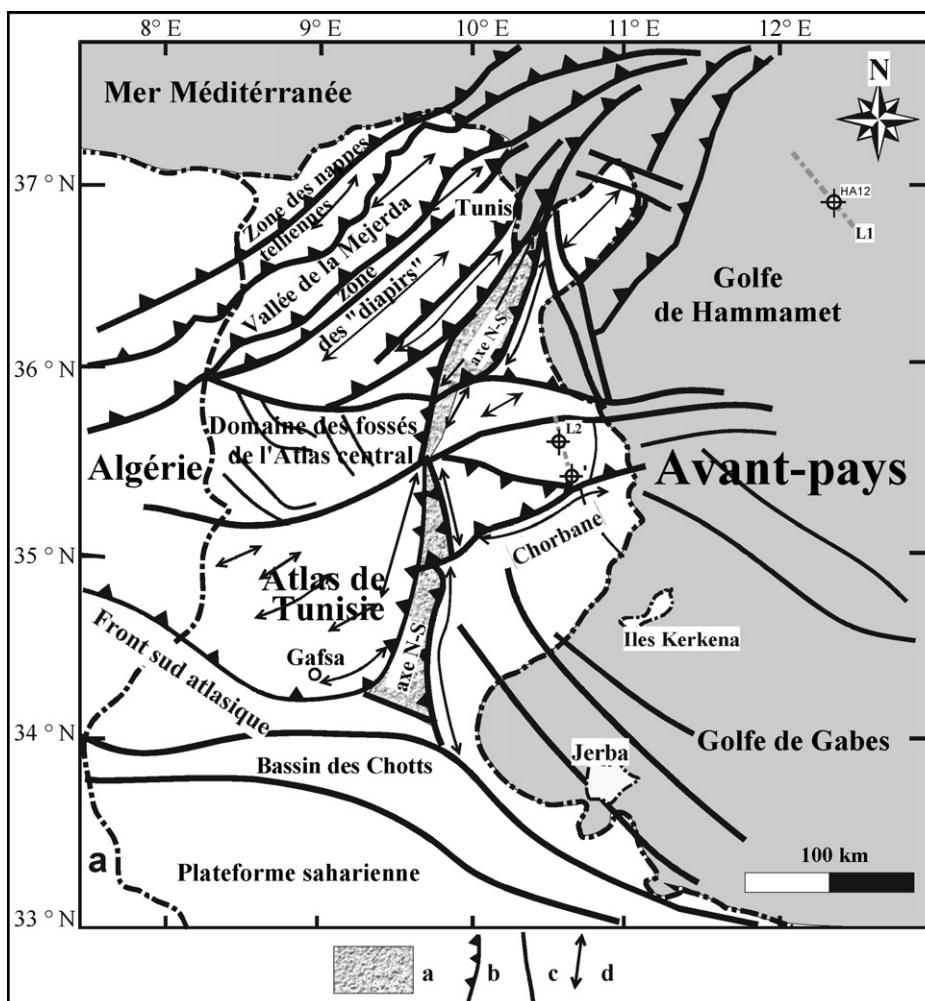 8° E
9° E
10° E
11° E
12° E
Mer Méditérranée
N
37° N
36° N
35° N
34° N
33° N
HA12
L1
Zone des nappes
telliennes
Vallée de la Mejerda
zone
des "diapirs"
Tunis
Golfe
de Hammamet
axe N-S
Domaine des fossés
de l'Atlas central
L2
Algérie
Avant-pays
Chorbane
Atlas de
Tunisie
Iles Kerkena
Gafsa
axe N-S
Front sud atlasique
Golfe de Gabes
Jerba
Bassin des Chotts
100 km
a
Plateforme saharienne
a
b
c
d